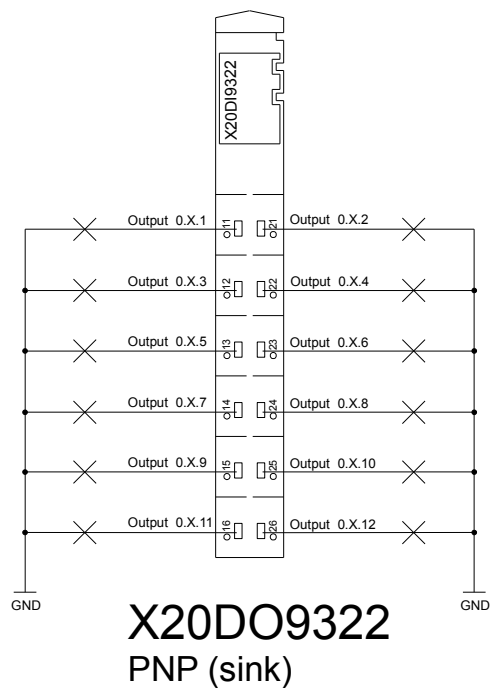 X20DI9322
Output 0.X.1 11 21 Output 0.X.2
Output 0.X.3 12 22 Output 0.X.4
Output 0.X.5 13 23 Output 0.X.6
Output 0.X.7 14 24 Output 0.X.8
Output 0.X.9 15 25 Output 0.X.10
Output 0.X.11 16 26 Output 0.X.12
GND GND
X20DO9322
PNP (sink)